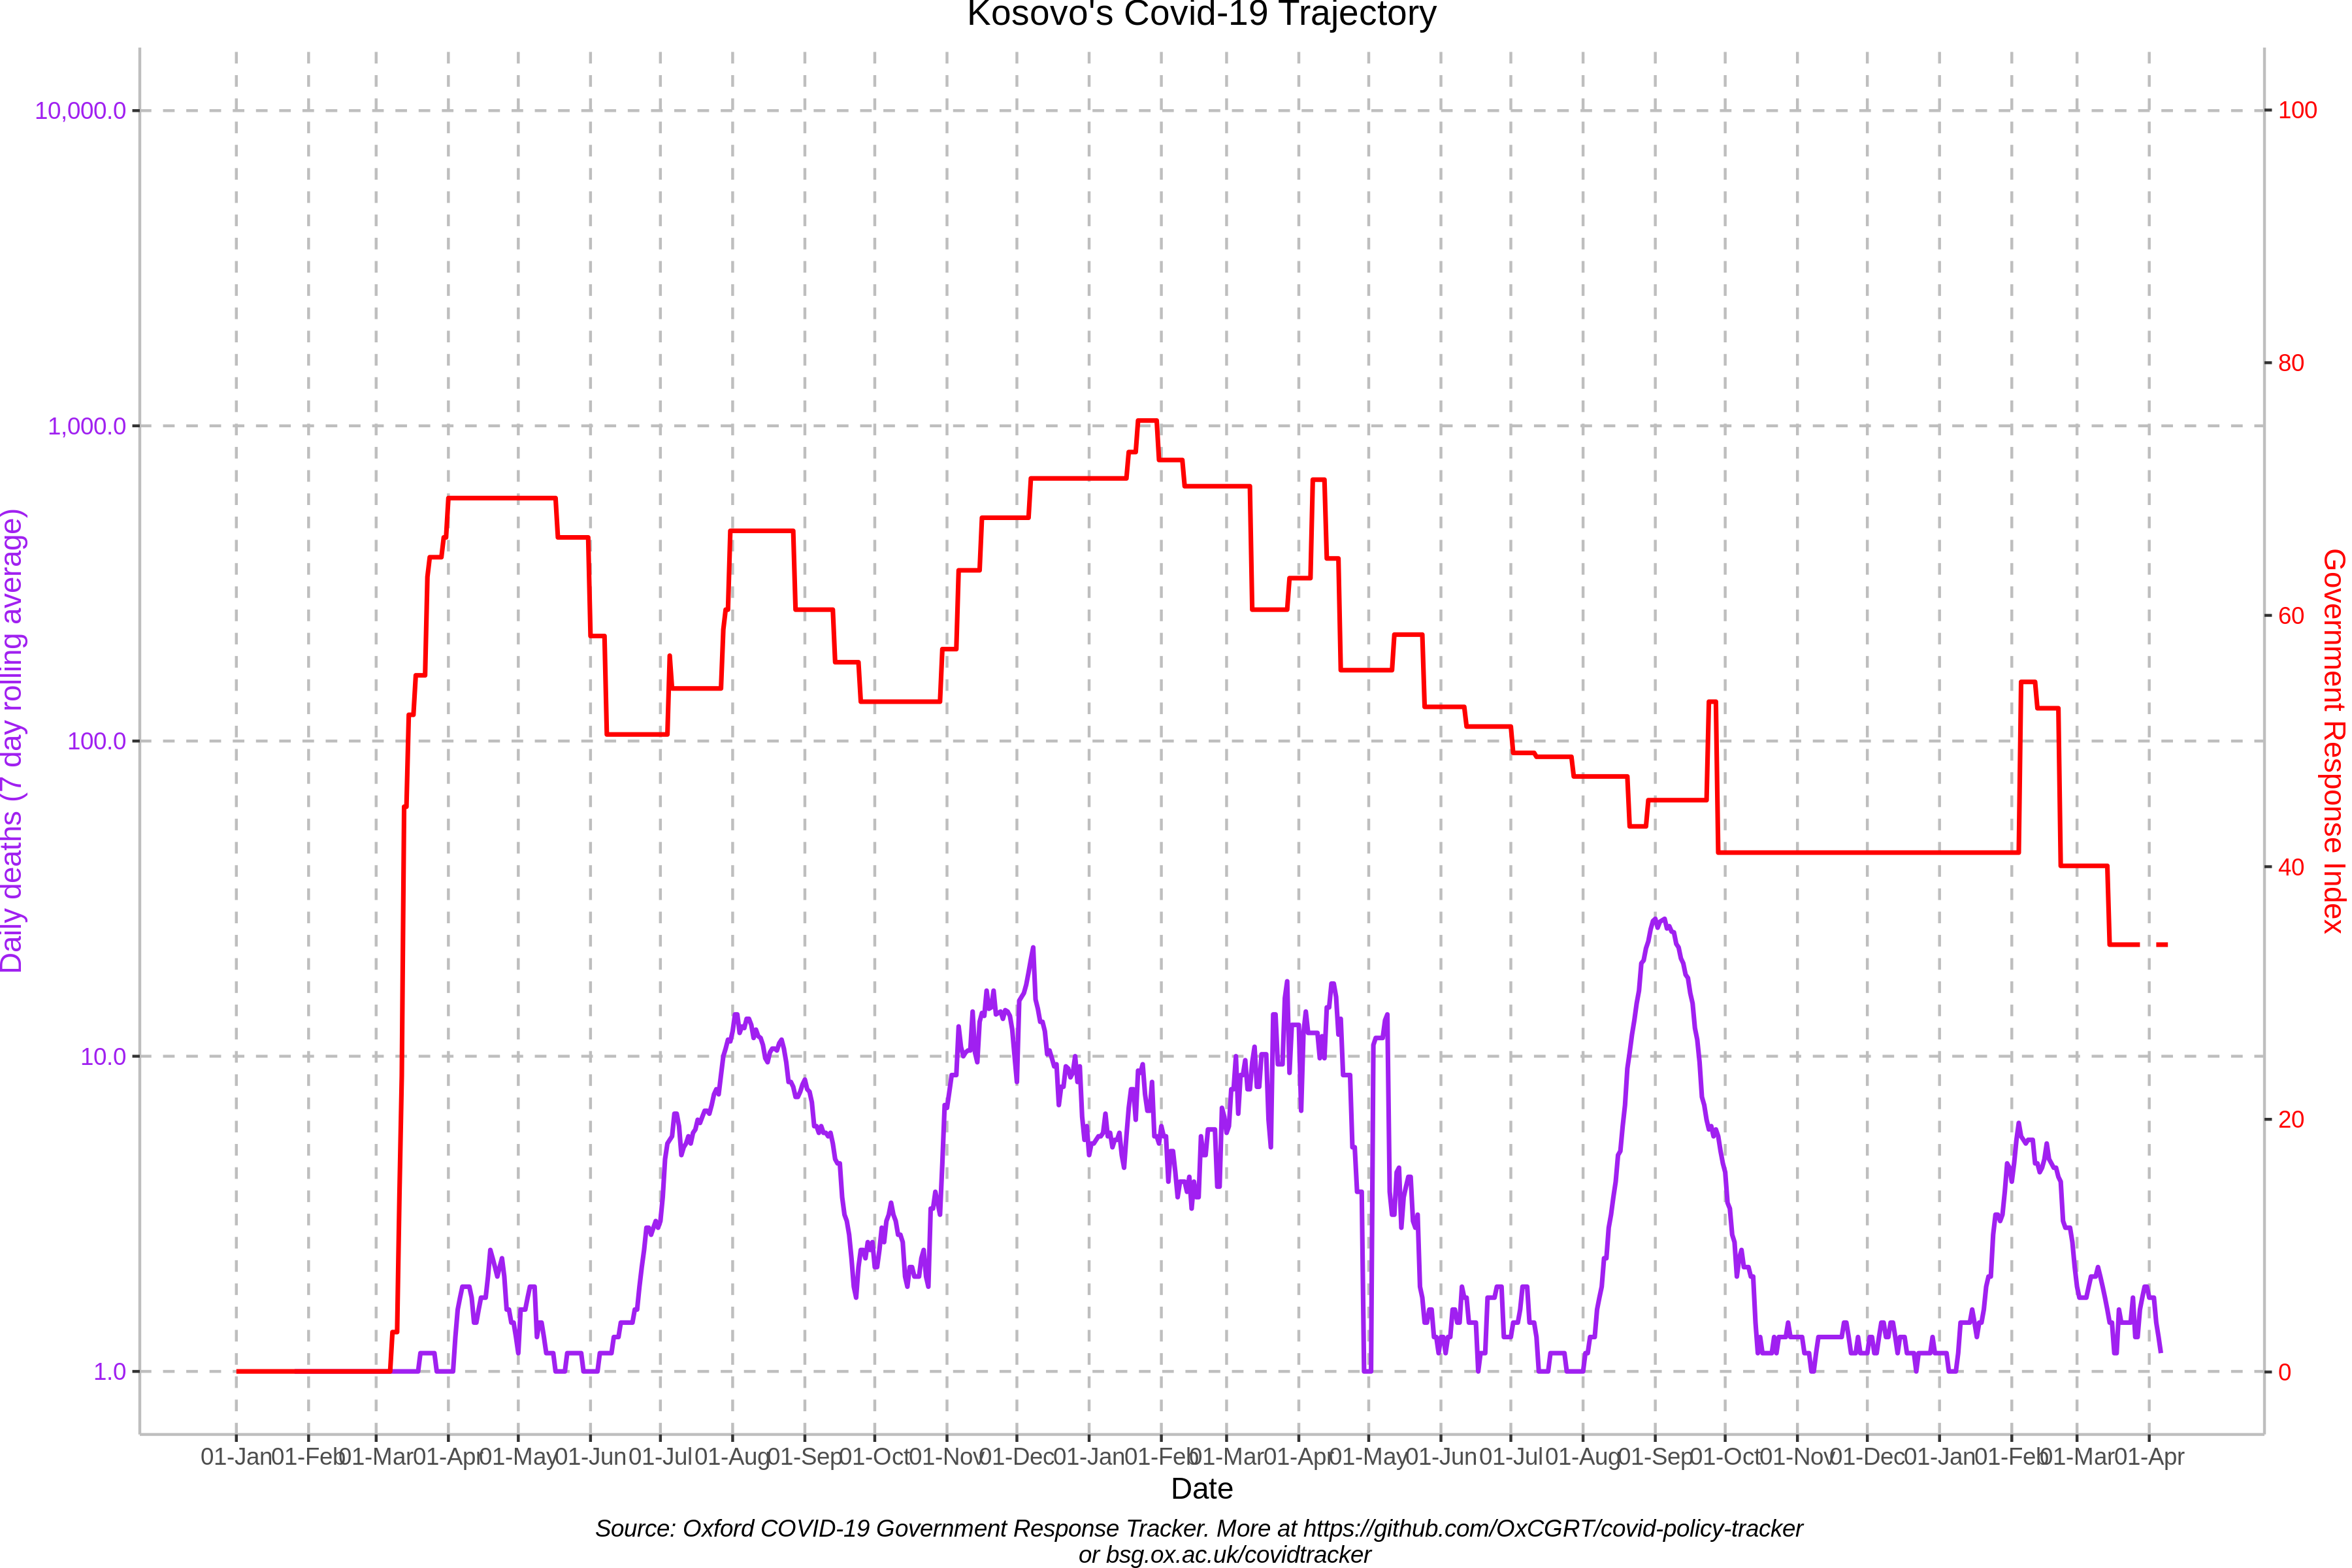 Kosovo's Covid-19 Trajectory
10,000.0
1,000.0
100.0
10.0
1.0
Daily deaths (7 day rolling average)
100
80
60
40
20
0
Government Response Index
01-Jan 01-Feb 01-Mar 01-Apr 01-May 01-Jun 01-Jul 01-Aug 01-Sep 01-Oct 01-Nov 01-Dec 01-Jan 01-Feb 01-Mar 01-Apr 01-May 01-Jun 01-Jul 01-Aug 01-Sep 01-Oct 01-Nov 01-Dec 01-Jan 01-Feb 01-Mar 01-Apr
Date
Source: Oxford COVID-19 Government Response Tracker. More at https://github.com/OxCGRT/covid-policy-tracker
or bsg.ox.ac.uk/covidtracker